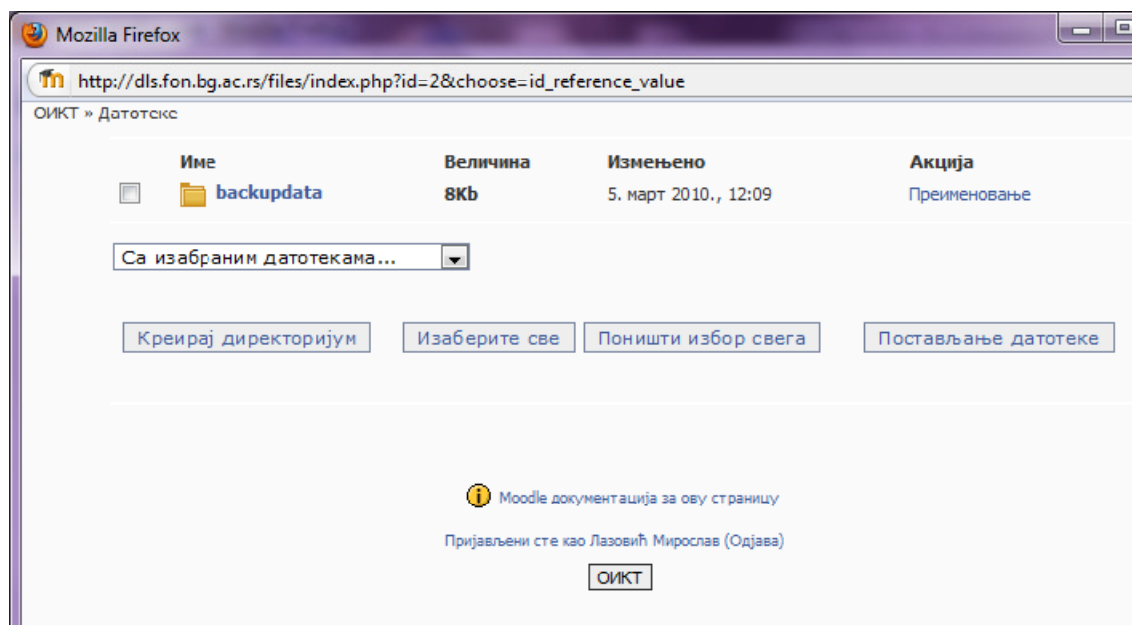 Mozilla Firefox
http://dls.fon.bg.ac.rs/files/index.php?id=2&choose=id_reference_value
ОИКТ » Датотеке
Име Величина Измењено Акција
backupdata 8Kb 5. март 2010., 12:09 Преименовање
Са изабраним датотекама...
Креирај директоријум Изаберите све Поништи избор свега Постављање датотеке
Moodle документација за ову страницу
Пријављени сте као Лазовић Мирослав (Одјава)
ОИКТ